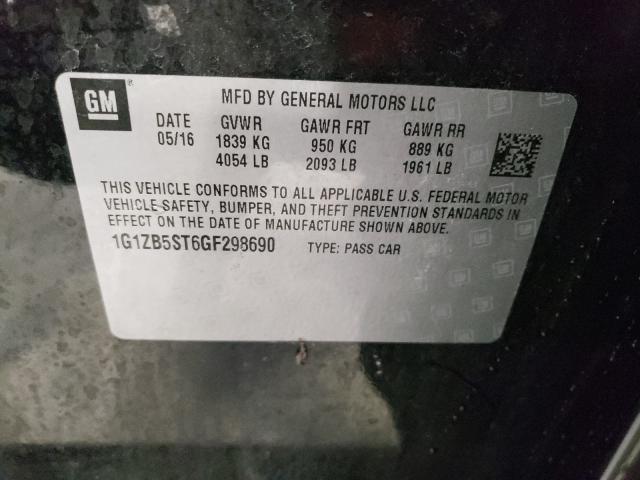 GM ®
MFD BY GENERAL MOTORS LLC
DATE GVWR GAWR FRT GAWR RR
05/16 1839 KG 950 KG 889 KG
4054 LB 2093 LB 1961 LB
THIS VEHICLE CONFORMS TO ALL APPLICABLE U.S. FEDERAL MOTOR
VEHICLE SAFETY, BUMPER, AND THEFT PREVENTION STANDARDS IN
EFFECT ON THE DATE OF MANUFACTURE SHOWN ABOVE.
1G1ZB5ST6GF298690 TYPE: PASS CAR